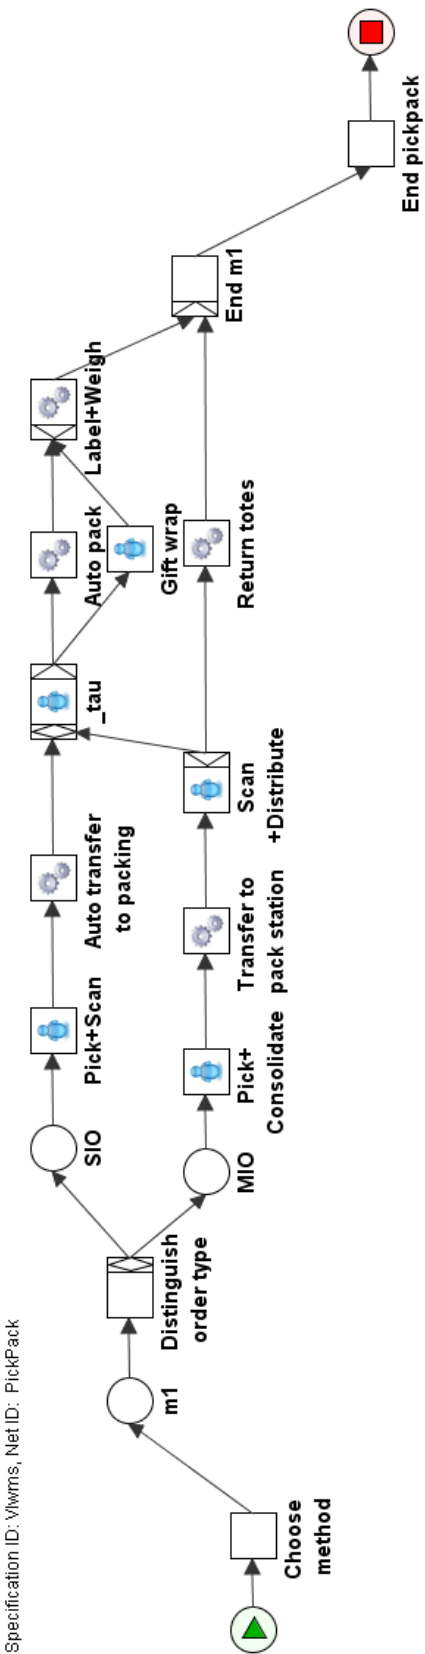 Specification ID: Vlwms, Net ID: PickPack
Choose
method
m1
Distinguish
order type
SIO
MIO
Pick+Scan
Pick+
Consolidate
Auto transfer
to packing
Transfer to
pack station
Scan
+Distribute
_tau
Auto pack
Gift wrap
Return totes
Label+Weigh
End m1
End pickpack